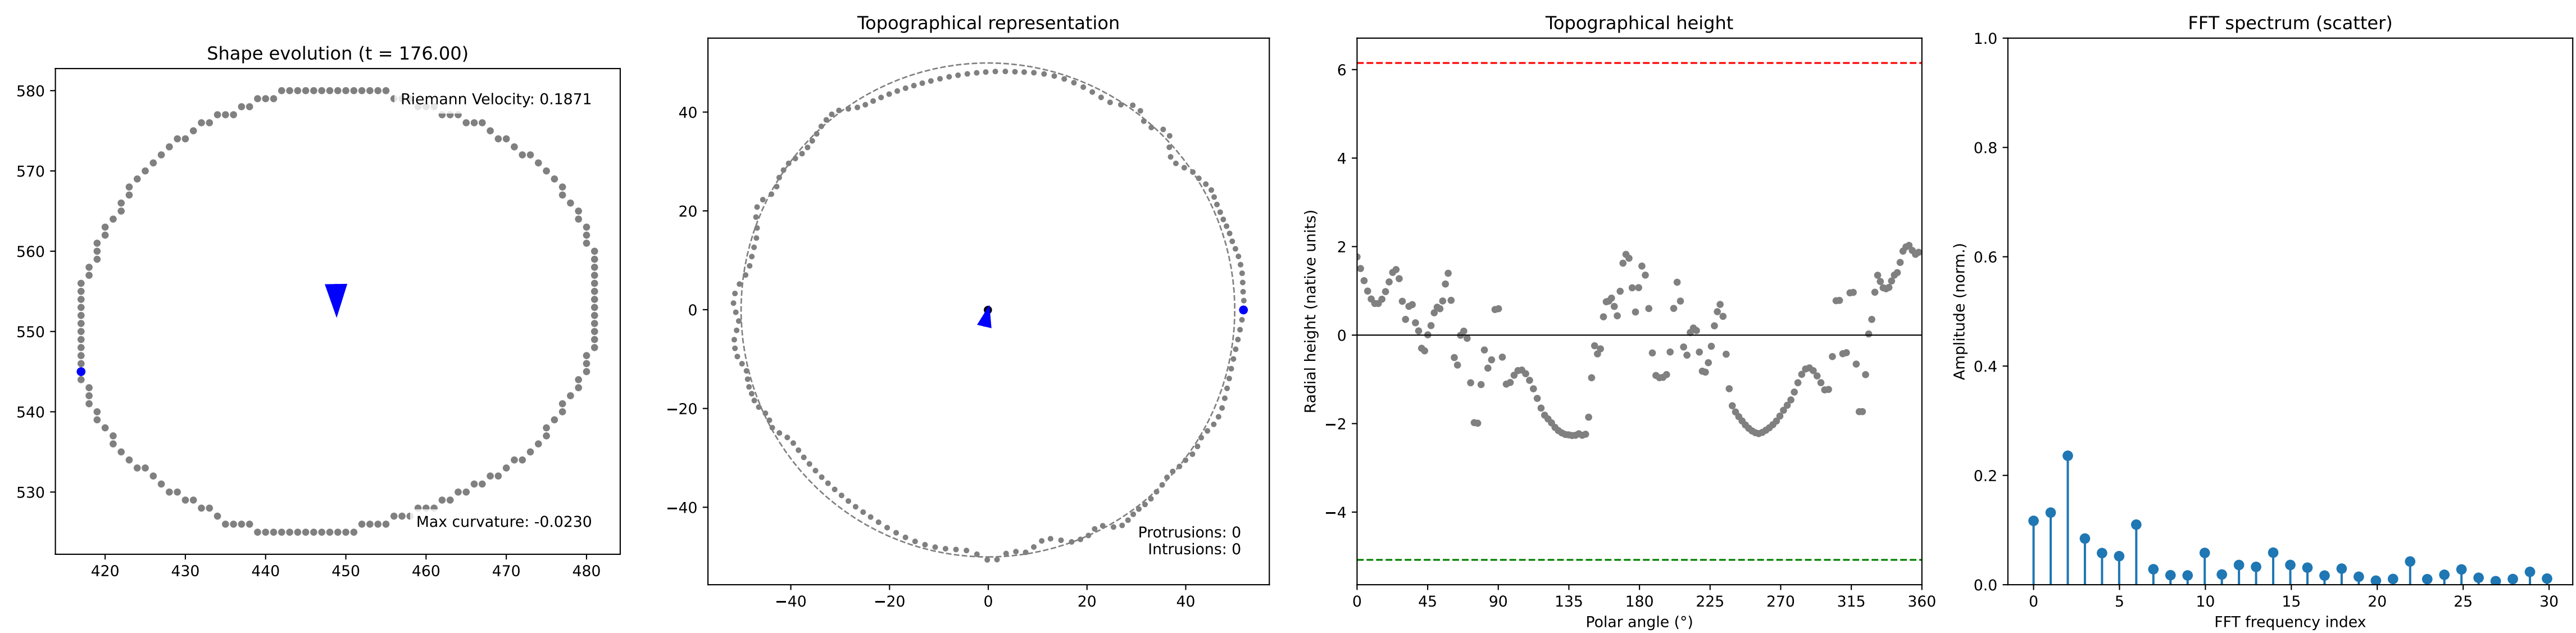 Shape evolution (t = 176.00)
Riemann Velocity: 0.1871
Max curvature: -0.0230
580
570
560
550
540
530
420 430 440 450 460 470 480
Topographical representation
40
20
0
−20
−40
−40 −20 0 20 40
Protrusions: 0
Intrusions: 0
Topographical height
Radial height (native units)
6
4
2
0
−2
−4
0 45 90 135 180 225 270 315 360
Polar angle (°)
FFT spectrum (scatter)
Amplitude (norm.)
1.0
0.8
0.6
0.4
0.2
0.0
0 5 10 15 20 25 30
FFT frequency index